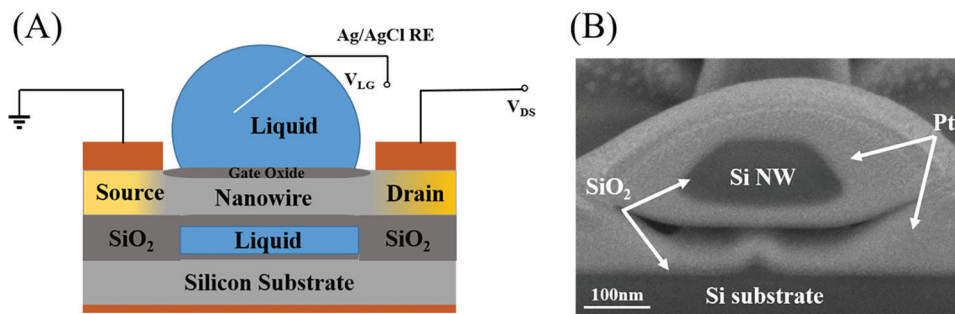 (A)
Ag/AgCl RE
V_LG
V_DS
Liquid
Gate Oxide
Source
Nanowire
Drain
SiO₂
Liquid
SiO₂
Silicon Substrate
(B)
Pt
SiO₂
Si NW
100nm
Si substrate